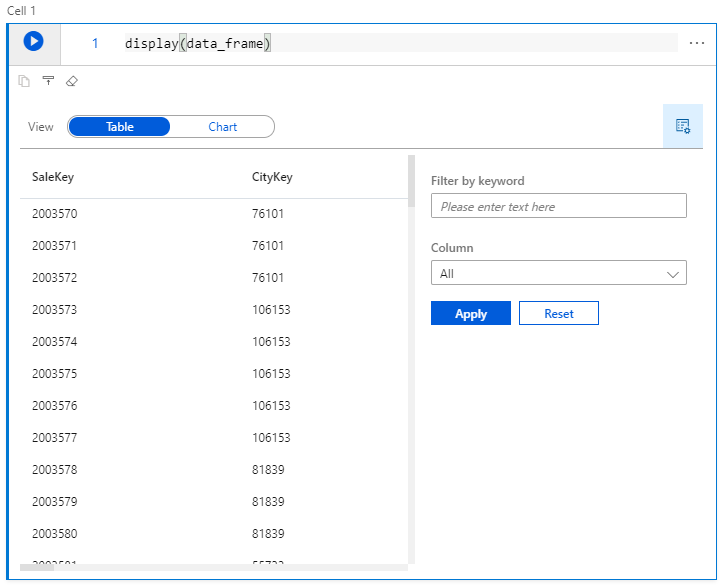 Cell 1
1 display(data_frame)
View Table Chart
SaleKey CityKey
2003570 76101
2003571 76101
2003572 76101
2003573 106153
2003574 106153
2003575 106153
2003576 106153
2003577 106153
2003578 81839
2003579 81839
2003580 81839
Filter by keyword
Please enter text here
Column
All
Apply Reset